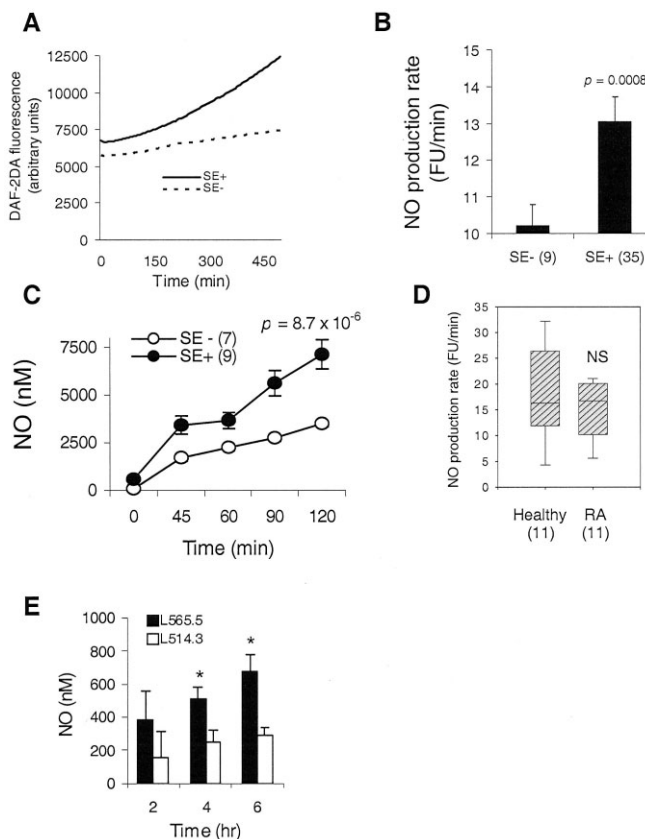 A
DAF-2DA fluorescence
(arbitrary units)
12500
10000
7500
5000
2500
0
SE+
SE-
0 150 300 450
Time (min)
B
NO production rate
(FU/min)
15
14
13
12
11
10
p = 0.0008
SE- (9) SE+ (35)
C
NO (nM)
7500
5000
2500
0
SE - (7)
SE+ (9)
p = 8.7 x 10-6
0 45 60 90 120
Time (min)
D
NO production rate (FU/min)
35
30
25
20
15
10
5
0
NS
Healthy RA
(11) (11)
E
NO (nM)
1000
800
600
400
200
0
L565.5
L514.3
* *
2 4 6
Time (hr)